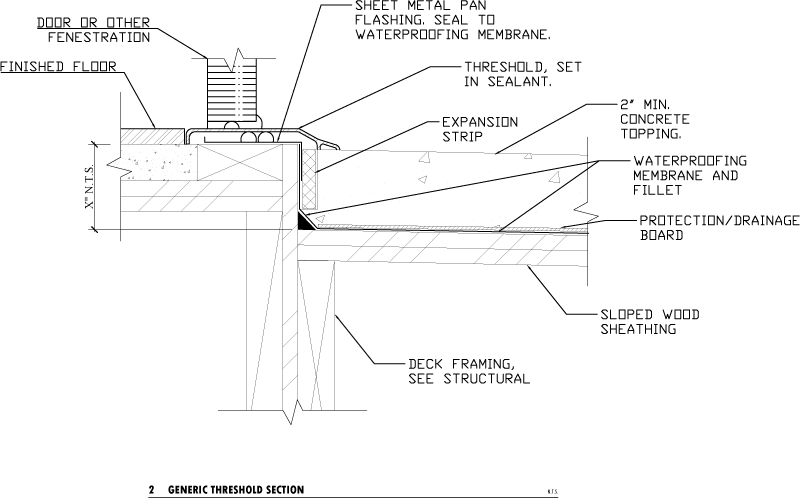 SHEET METAL PAN
FLASHING. SEAL TO
WATERPROOFING MEMBRANE.
DOOR OR OTHER
FENESTRATION
FINISHED FLOOR
THRESHOLD, SET
IN SEALANT.
EXPANSION
STRIP
2" MIN.
CONCRETE
TOPPING.
WATERPROOFING
MEMBRANE AND
FILLET
X" N.T.S.
PROTECTION/DRAINAGE
BOARD
SLOPED WOOD
SHEATHING
DECK FRAMING,
SEE STRUCTURAL
2 GENERIC THRESHOLD SECTION
N.T.S.